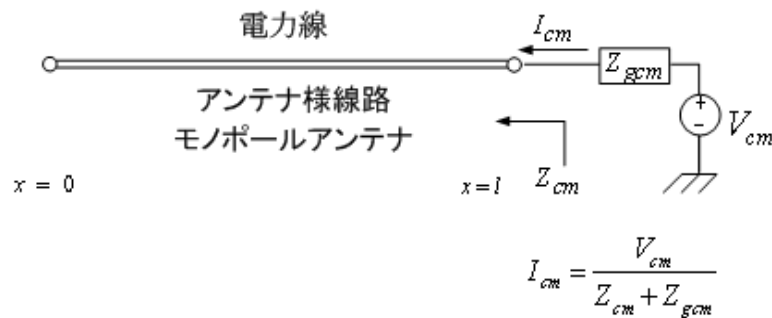 電力線
I_cm
Z_gcm
アンテナ様線路
モノポールアンテナ
+
-
V_cm
x = 0
x = l
Z_cm
I_cm = V_cm / (Z_cm + Z_gcm)